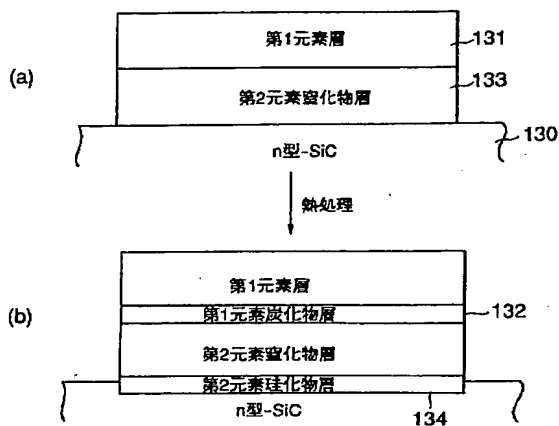 (a)
第1元素層
131
第2元素窒化物層
133
n型-SiC
130
熱処理
(b)
第1元素層
第1元素炭化物層
132
第2元素窒化物層
第2元素珪化物層
n型-SiC
134